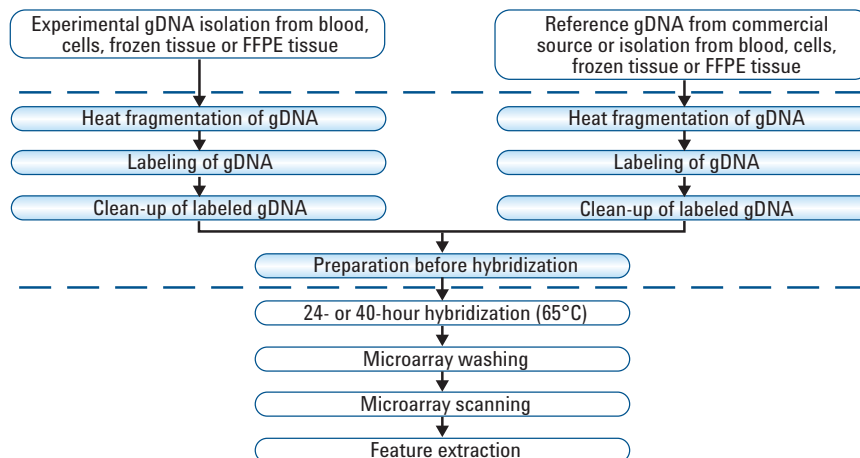 Experimental gDNA isolation from blood,
cells, frozen tissue or FFPE tissue
Reference gDNA from commercial
source or isolation from blood, cells,
frozen tissue or FFPE tissue
Heat fragmentation of gDNA
Heat fragmentation of gDNA
Labeling of gDNA
Labeling of gDNA
Clean-up of labeled gDNA
Clean-up of labeled gDNA
Preparation before hybridization
24- or 40-hour hybridization (65°C)
Microarray washing
Microarray scanning
Feature extraction